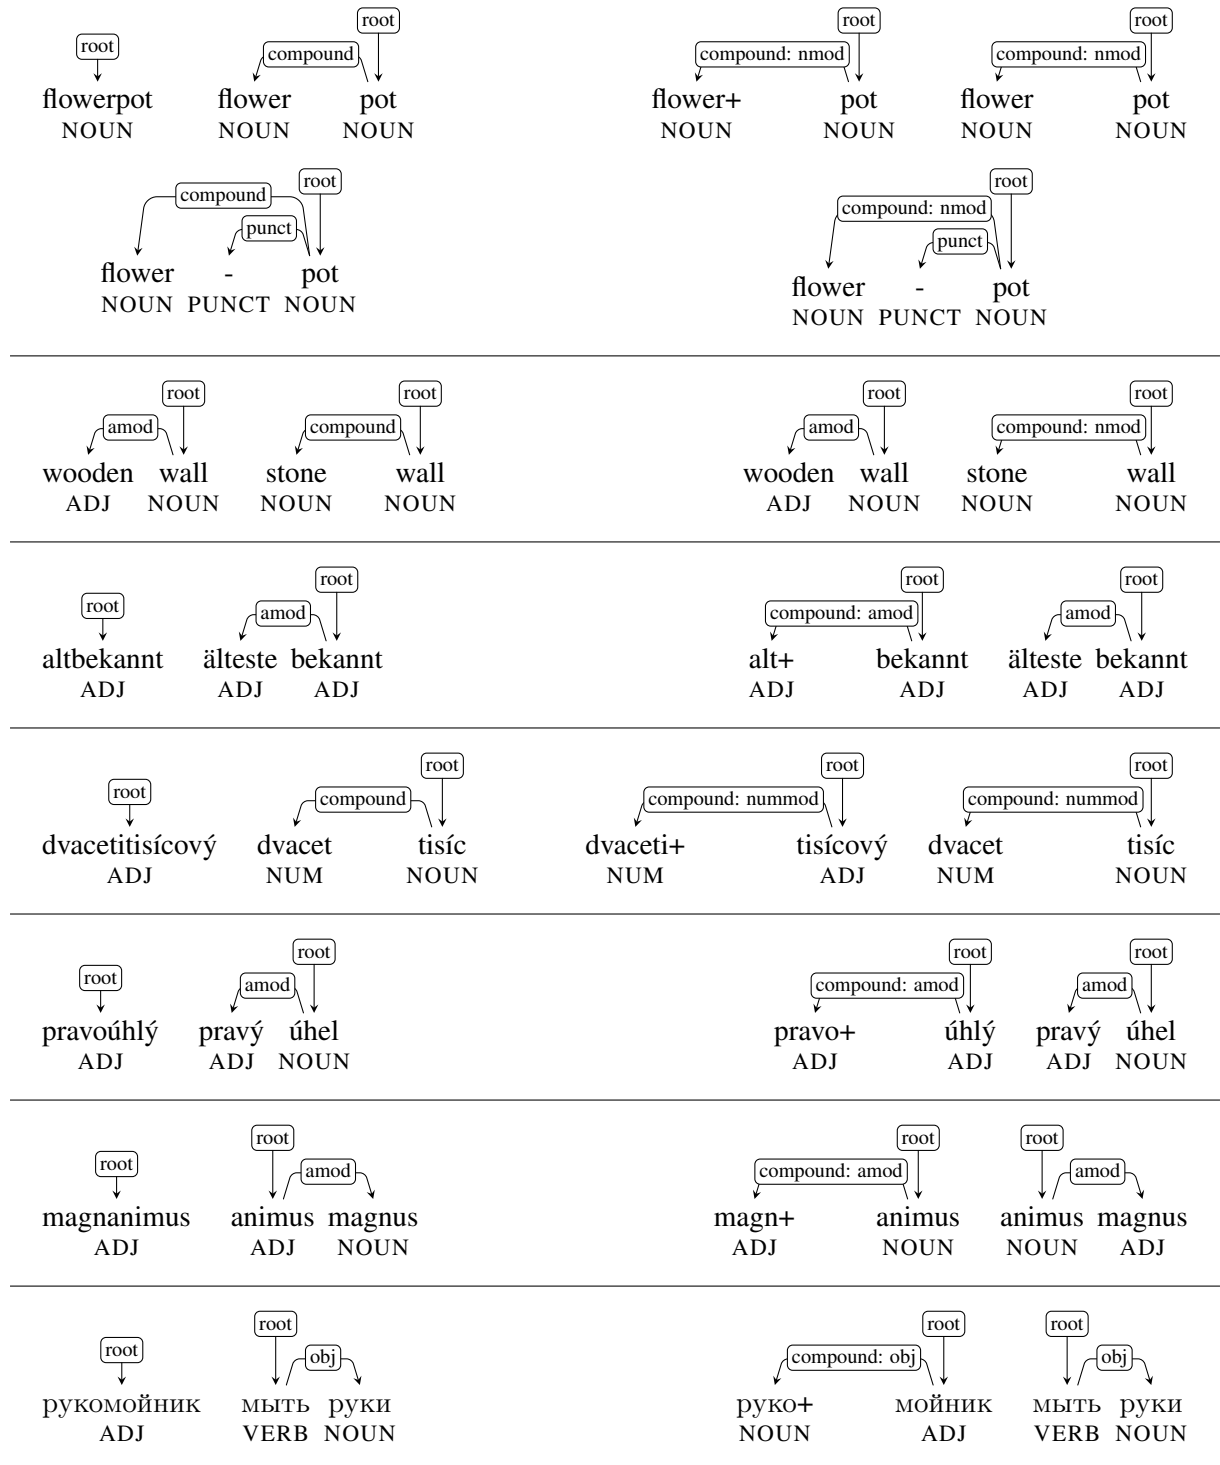 root root root root
root compound compound: nmod compound: nmod
flowerpot flower pot flower+ pot flower pot
NOUN NOUN NOUN NOUN NOUN NOUN NOUN
root root
compound compound: nmod
punct punct
flower - pot flower - pot
NOUN PUNCT NOUN NOUN PUNCT NOUN
root root root root
amod compound amod compound: nmod
wooden wall stone wall wooden wall stone wall
ADJ NOUN NOUN NOUN ADJ NOUN NOUN NOUN
root root root
root amod compound: amod amod
altbekannt älteste bekannt alt+ bekannt älteste bekannt
ADJ ADJ ADJ ADJ ADJ ADJ ADJ
root root root
root compound compound: nummod compound: nummod
dvacetitisícový dvacet tisíc dvaceti+ tisícový dvacet tisíc
ADJ NUM NOUN NUM ADJ NUM NOUN
root root root
root amod compound: amod amod
pravoúhlý pravý úhel pravo+ úhlý pravý úhel
ADJ ADJ NOUN ADJ ADJ ADJ NOUN
root root root
root amod compound: amod amod
magnanimus animus magnus magn+ animus animus magnus
ADJ ADJ NOUN ADJ NOUN NOUN ADJ
root root root
root obj compound: obj obj
рукомойник мыть руки руко+ мойник мыть руки
ADJ VERB NOUN NOUN ADJ VERB NOUN